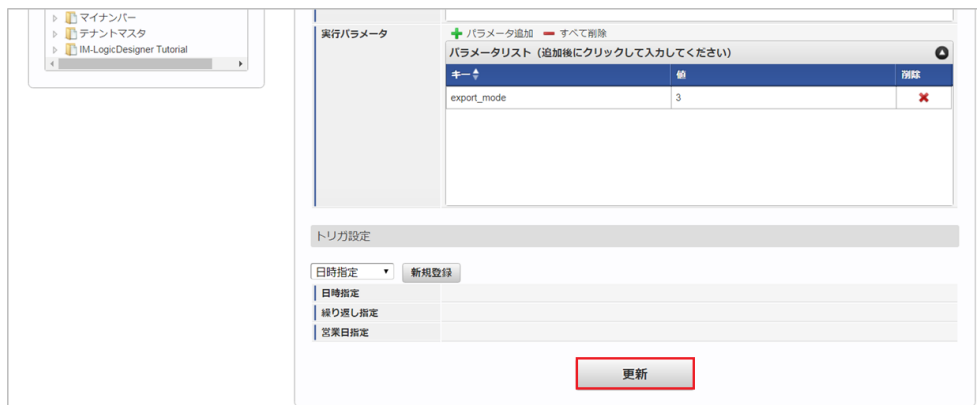 マイナンバー
テナントマスタ
IM-LogicDesigner Tutorial
実行パラメータ
パラメータ追加 すべて削除
パラメータリスト（追加後にクリックして入力してください）
キー 値 削除
export_mode 3
トリガ設定
日時指定 新規登録
日時指定
繰り返し指定
営業日指定
更新